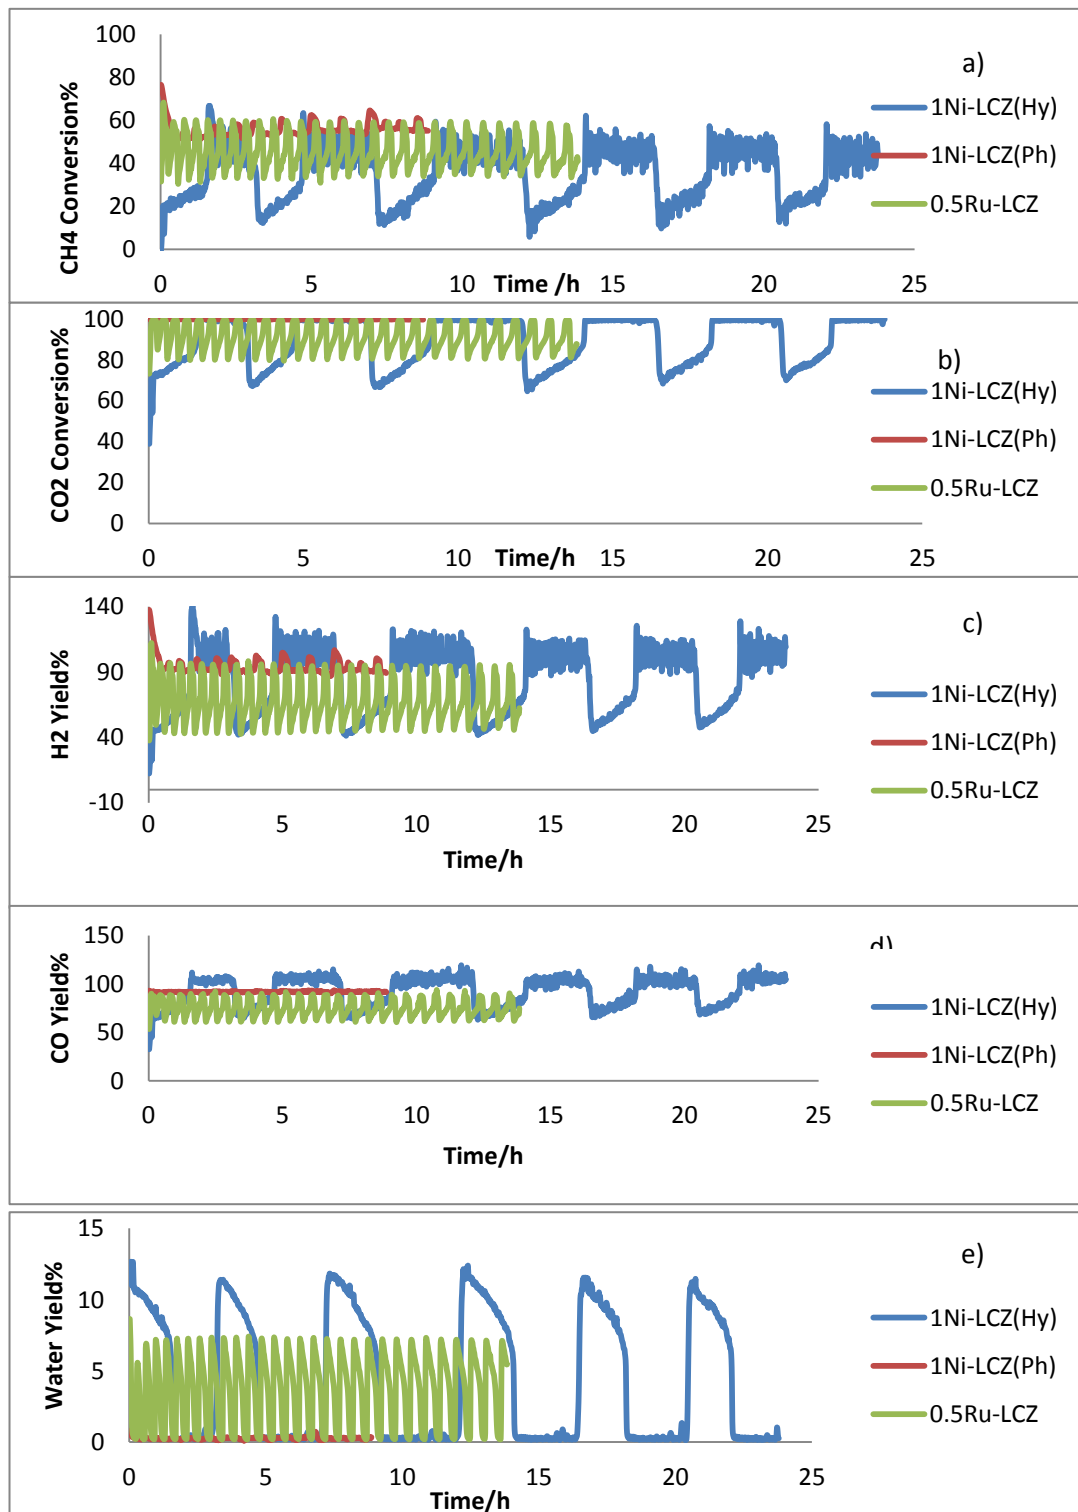 100
80
60
40
20
0
CH4 Conversion%
0 5 10 Time /h 15 20 25
a)
1Ni-LCZ(Hy)
1Ni-LCZ(Ph)
0.5Ru-LCZ
100
80
60
40
20
0
CO2 Conversion%
0 5 10 Time/h 15 20 25
b)
1Ni-LCZ(Hy)
1Ni-LCZ(Ph)
0.5Ru-LCZ
140
90
40
-10
H2 Yield%
0 5 10 15 20 25
Time/h
c)
1Ni-LCZ(Hy)
1Ni-LCZ(Ph)
0.5Ru-LCZ
150
100
50
0
CO Yield%
0 5 10 15 20 25
Time/h
d)
1Ni-LCZ(Hy)
1Ni-LCZ(Ph)
0.5Ru-LCZ
15
10
5
0
Water Yield%
0 5 10 15 20 25
Time/h
e)
1Ni-LCZ(Hy)
1Ni-LCZ(Ph)
0.5Ru-LCZ